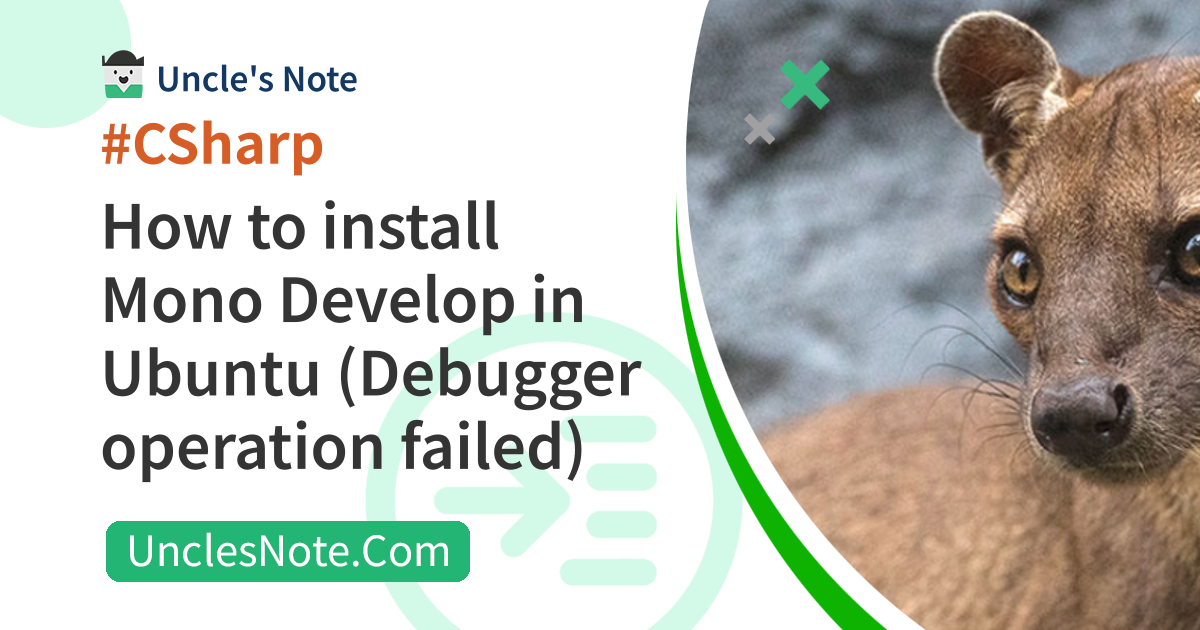 Uncle's Note
#CSharp
How to install
Mono Develop in
Ubuntu (Debugger
operation failed)
UnclesNote.Com